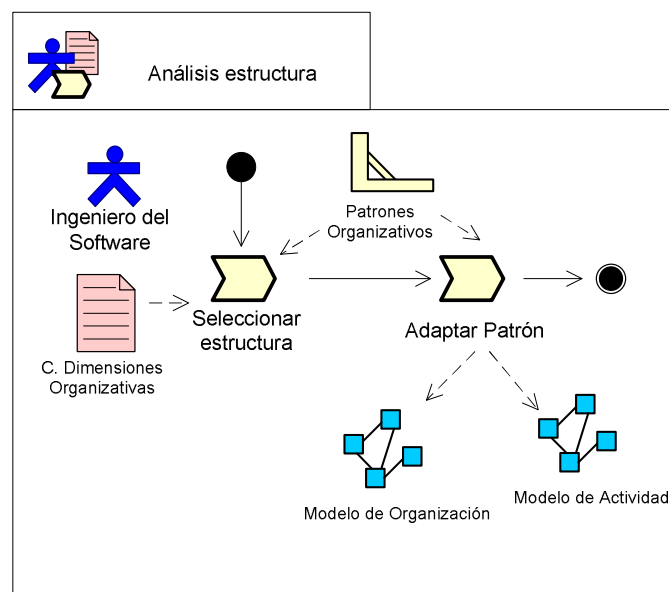 Análisis estructura
Ingeniero del
Software
Patrones
Organizativos
Seleccionar
estructura
Adaptar Patrón
C. Dimensiones
Organizativas
Modelo de Organización
Modelo de Actividad